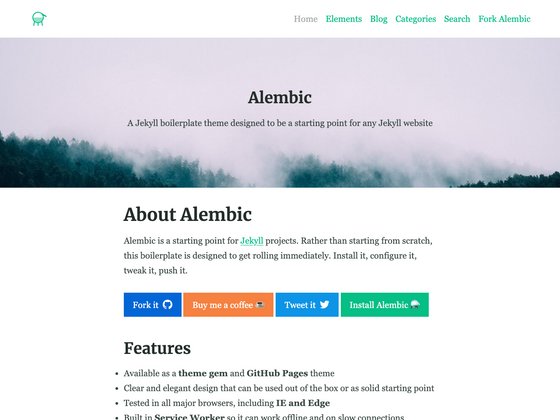 Home Elements Blog Categories Search Fork Alembic
Alembic
A Jekyll boilerplate theme designed to be a starting point for any Jekyll website
About Alembic
Alembic is a starting point for Jekyll projects. Rather than starting from scratch,
this boilerplate is designed to get rolling immediately. Install it, configure it,
tweak it, push it.
Fork it Buy me a coffee Tweet it Install Alembic
Features
Available as a theme gem and GitHub Pages theme
Clear and elegant design that can be used out of the box or as solid starting point
Tested in all major browsers, including IE and Edge
Built in Service Worker so it can work offline and on slow connections